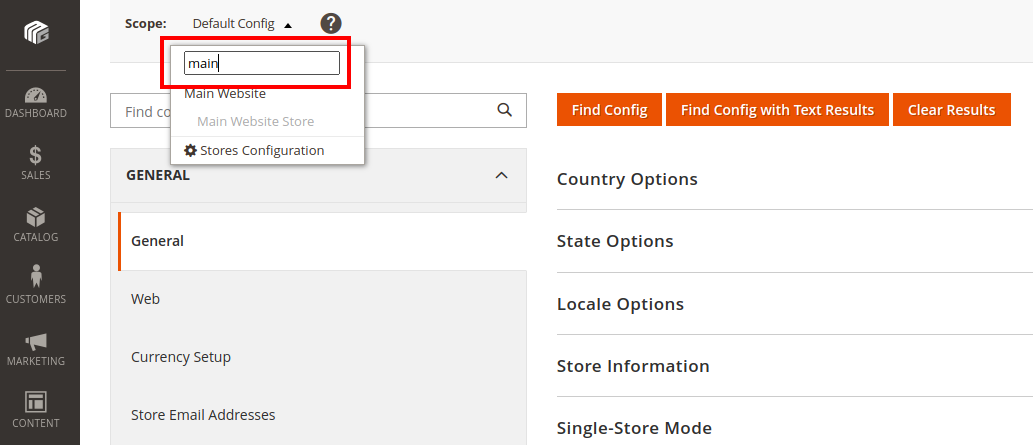 Scope: Default Config ?
main
Main Website
Main Website Store
Stores Configuration
Find co
Find Config
Find Config with Text Results
Clear Results
DASHBOARD
SALES
CATALOG
CUSTOMERS
MARKETING
CONTENT
GENERAL
General
Web
Currency Setup
Store Email Addresses
Country Options
State Options
Locale Options
Store Information
Single-Store Mode